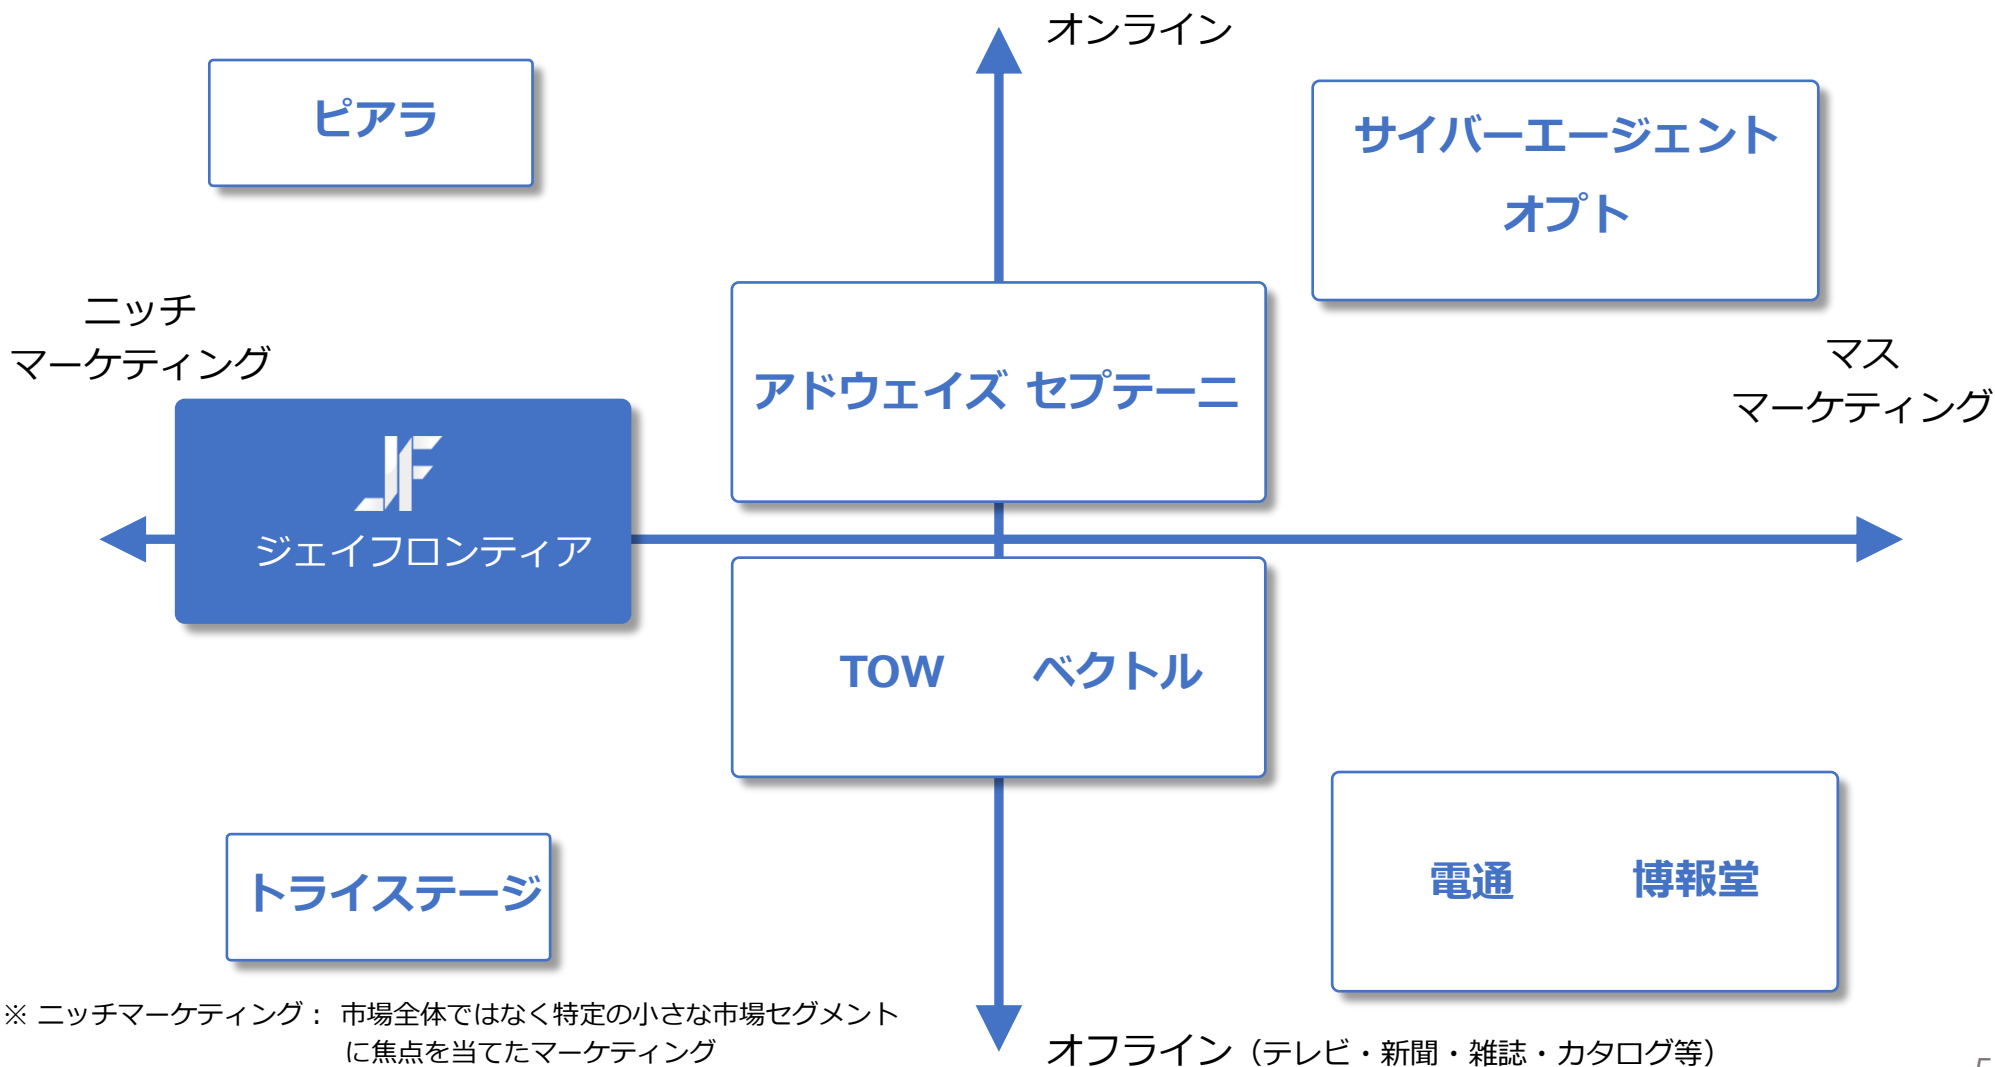 オンライン
ピアラ
サイバーエージェント
オプト
ニッチ
マーケティング
アドウェイズ セプテーニ
マス
マーケティング
JF
ジェイフロンティア
TOW ベクトル
トライステージ
電通 博報堂
※ ニッチマーケティング： 市場全体ではなく特定の小さな市場セグメント
に焦点を当てたマーケティング
オフライン（テレビ・新聞・雑誌・カタログ等）